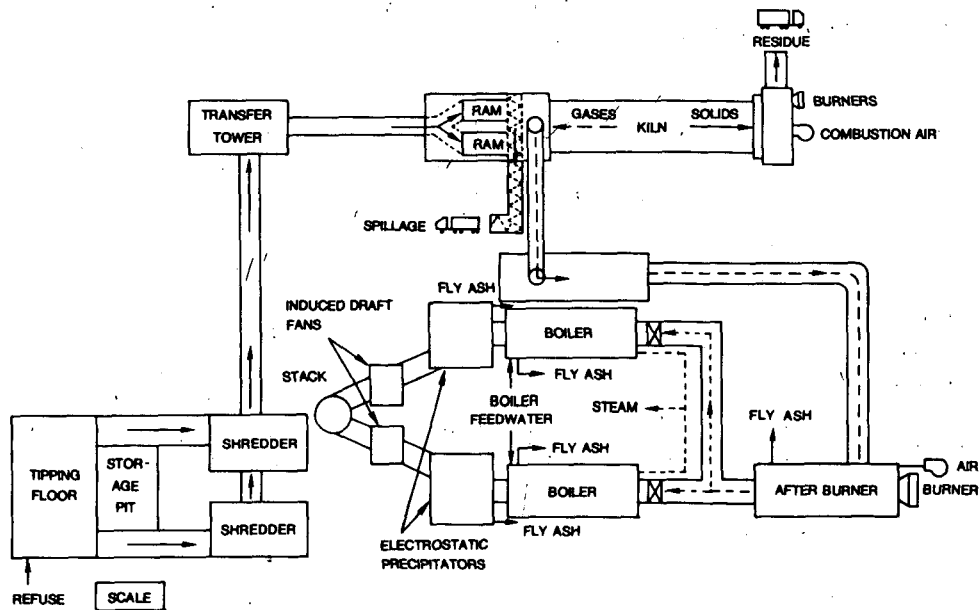 RESIDUE
TRANSFER
TOWER
RAM
RAM
GASES
SOLIDS
KILN
BURNERS
COMBUSTION AIR
SPILLAGE
FLY ASH
INDUCED DRAFT
FANS
BOILER
STACK
FLY ASH
BOILER
FEEDWATER
STEAM
FLY ASH
SHREDDER
FLY ASH
TIPPING
FLOOR
STOR-
AGE
PIT
BOILER
AFTER BURNER
AIR
BURNER
SHREDDER
FLY ASH
ELECTROSTATIC
PRECIPITATORS
REFUSE
SCALE